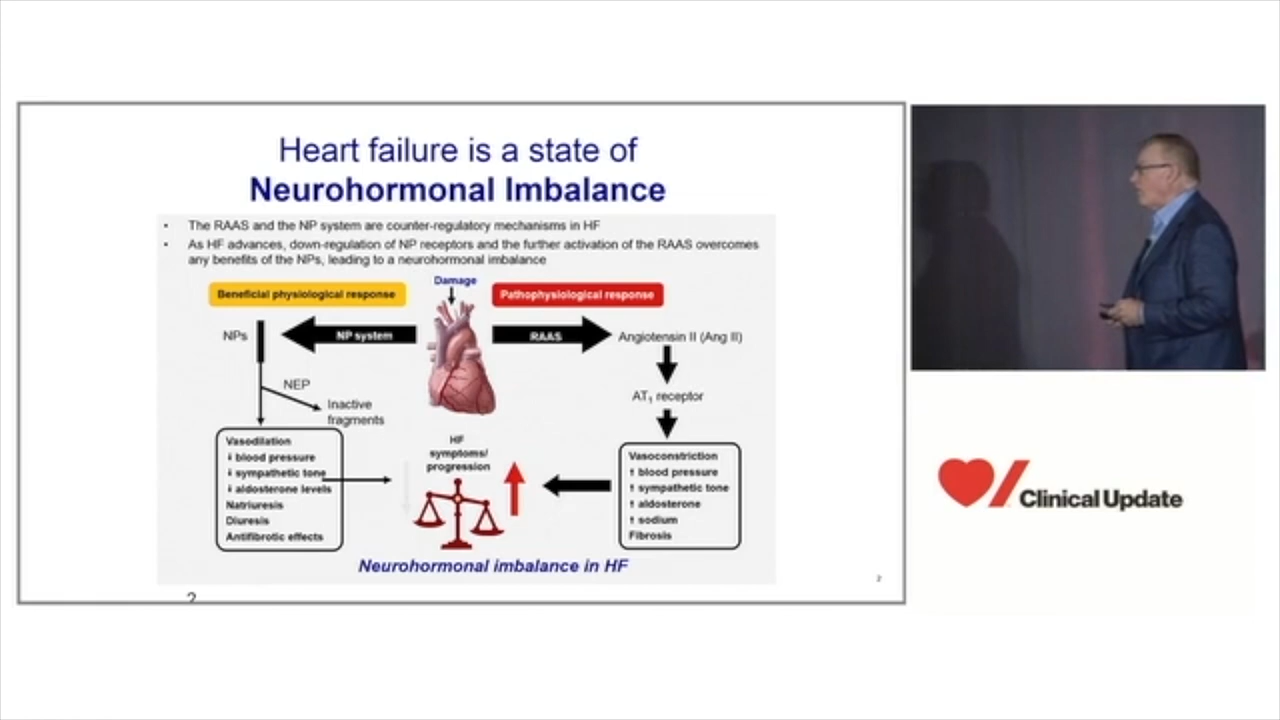 Heart failure is a state of
Neurohormonal Imbalance
• The RAAS and the NP system are counter-regulatory mechanisms in HF
• As HF advances, down-regulation of NP receptors and the further activation of the RAAS overcomes
any benefits of the NPs, leading to a neurohormonal imbalance
Damage
Beneficial physiological response
Pathophysiological response
NPs
NP system
RAAS
Angiotensin II (Ang II)
NEP
Inactive
fragments
AT₁ receptor
Vasodilation
↓ blood pressure
↓ sympathetic tone
↓ aldosterone levels
Natriuresis
Diuresis
Antifibrotic effects
HF
symptoms/
progression
Vasoconstriction
↑ blood pressure
↑ sympathetic tone
↑ aldosterone
↑ sodium
Fibrosis
Neurohormonal imbalance in HF
2
2
Clinical Update